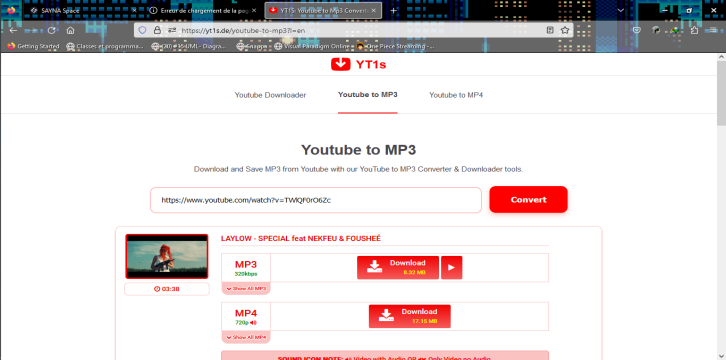 SAYNA Space
Erreur de chargement de la pag
YT1S: Youtube to MP3 Convert
https://yt1s.de/youtube-to-mp3?l=en
Getting Started
Classes et programma...
(30) #354UML- Diagra...
Visual Paradigm Online
One Piece Streaming -...
YT1s
Youtube Downloader
Youtube to MP3
Youtube to MP4
Youtube to MP3
Download and Save MP3 from Youtube with our YouTube to MP3 Converter & Downloader tools.
https://www.youtube.com/watch?v=TWlQF0rO6Zc
Convert
LAYLOW - SPECIAL feat NEKFEU & FOUSHEÉ
MP3
320kbps
Download
8.32 MB
Show All MP3
03:38
MP4
720p
Download
17.15 MB
Show All MP4
SOUND ICON NOTE: Video with Audio OR Only Video no Audio